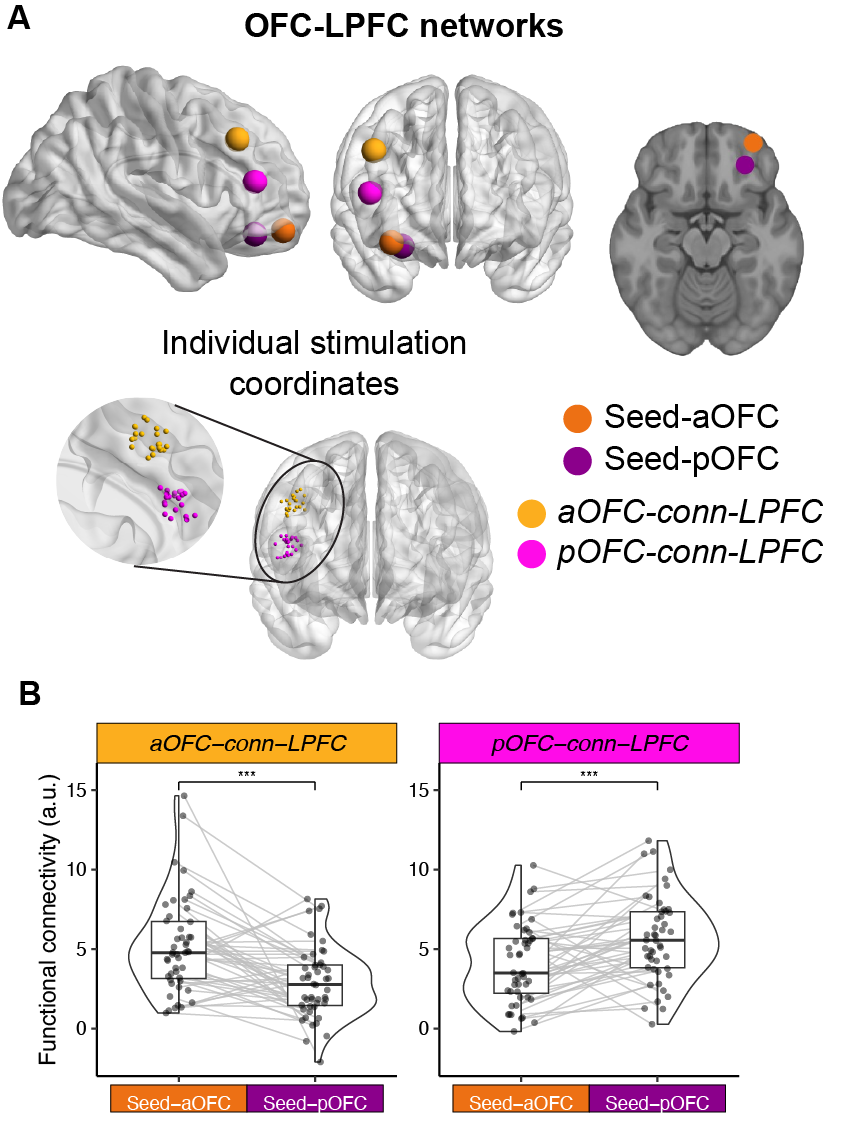 A
OFC-LPFC networks
Individual stimulation
coordinates
Seed-aOFC
Seed-pOFC
aOFC-conn-LPFC
pOFC-conn-LPFC
B
aOFC–conn–LPFC
pOFC–conn–LPFC
Functional connectivity (a.u.)
15
10
5
0
***
15
10
5
0
***
Seed–aOFC
Seed–pOFC
Seed–aOFC
Seed–pOFC